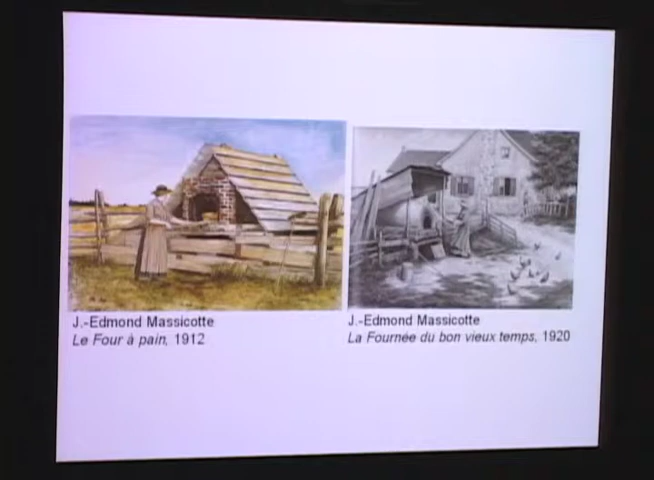 J.-Edmond Massicotte
Le Four à pain, 1912
J.-Edmond Massicotte
La Fournée du bon vieux temps, 1920